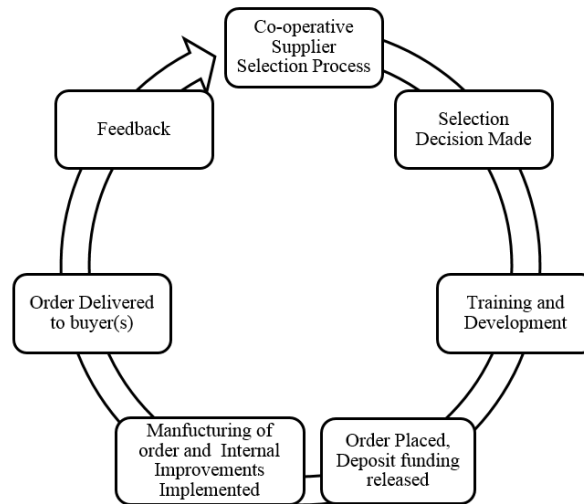 Co-operative
Supplier
Selection Process
Selection
Decision Made
Training and
Development
Order Placed,
Deposit funding
released
Manfucturing of
order and Internal
Improvements
Implemented
Order Delivered
to buyer(s)
Feedback